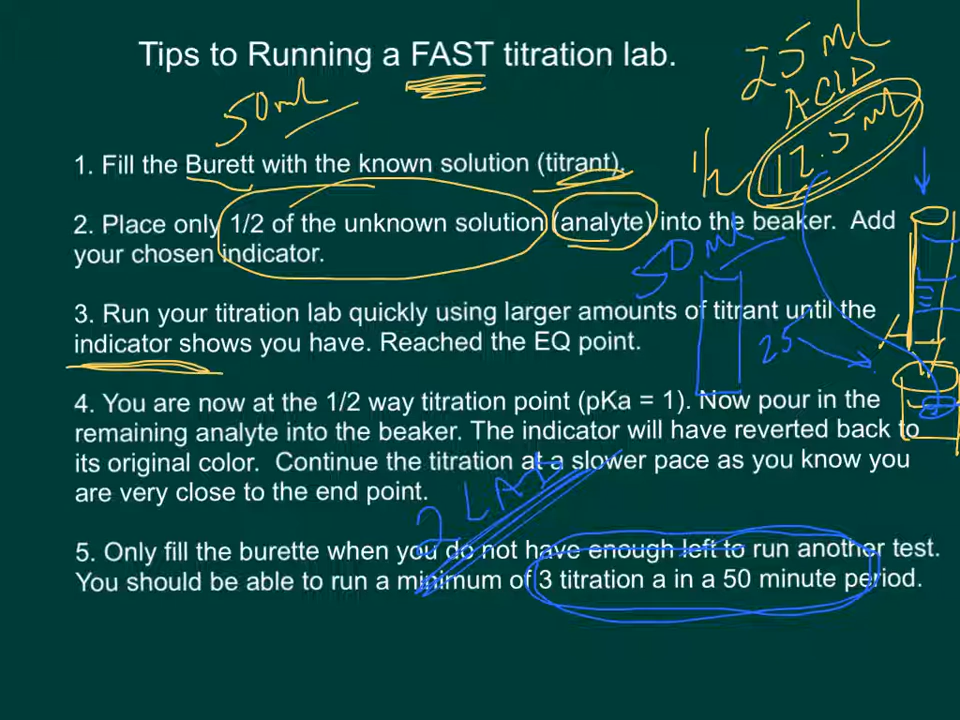 Tips to Running a FAST titration lab.
25 ml
ACID
50 ml
1/2
12.5 ml
1. Fill the Burett with the known solution (titrant).
2. Place only 1/2 of the unknown solution (analyte) into the beaker. Add
your chosen indicator.
50 ml
3. Run your titration lab quickly using larger amounts of titrant until the
indicator shows you have. Reached the EQ point.
25
4. You are now at the 1/2 way titration point (pKa = 1). Now pour in the
remaining analyte into the beaker. The indicator will have reverted back to
its original color. Continue the titration at a slower pace as you know you
are very close to the end point.
5. Only fill the burette when you do not have enough left to run another test.
You should be able to run a minimum of 3 titration a in a 50 minute period.